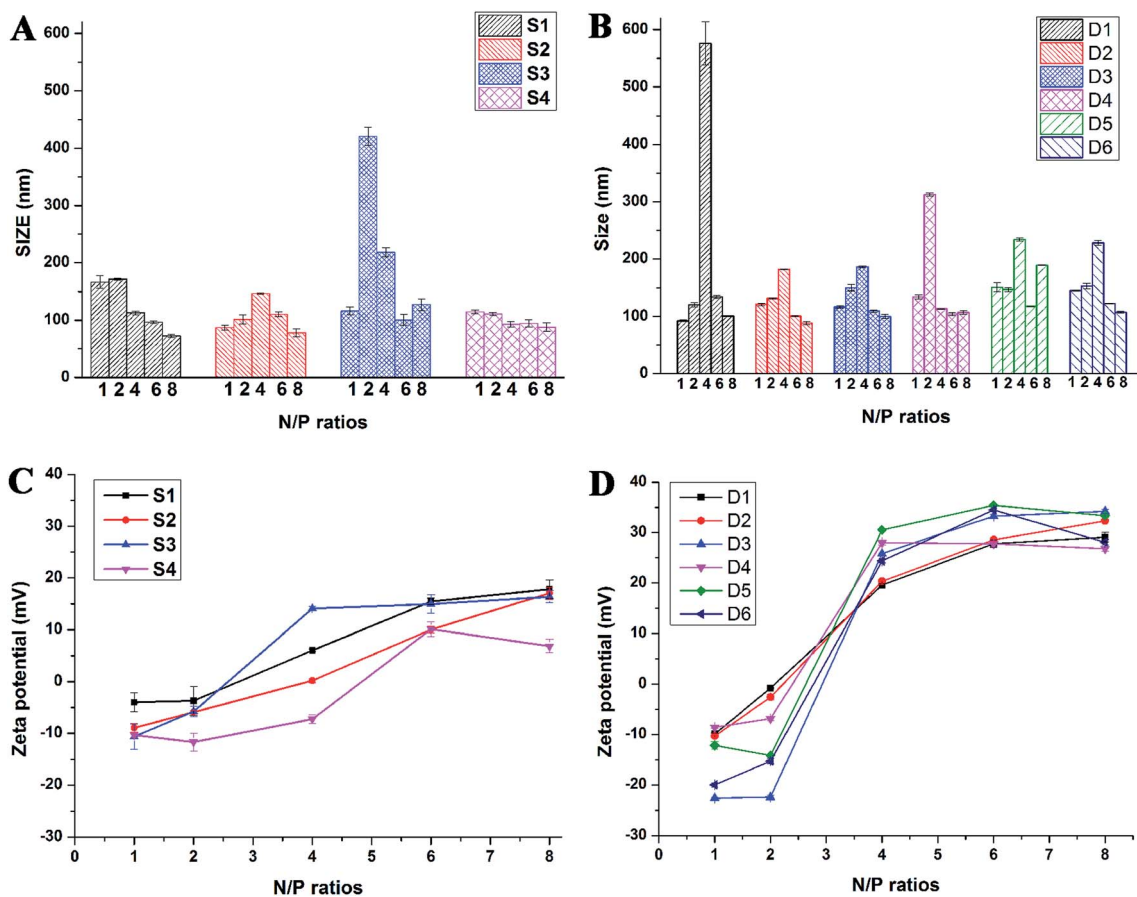 A
SIZE (nm)
600
500
400
300
200
100
0
S1
S2
S3
S4
1 2 4 6 8 1 2 4 6 8 1 2 4 6 8 1 2 4 6 8
N/P ratios
B
Size (nm)
600
500
400
300
200
100
0
D1
D2
D3
D4
D5
D6
1 2 4 6 8 1 2 4 6 8 1 2 4 6 8 1 2 4 6 8 1 2 4 6 8 1 2 4 6 8
N/P ratios
C
Zeta potential (mV)
40
30
20
10
0
-10
-20
-30
S1
S2
S3
S4
0 1 2 3 4 5 6 7 8
N/P ratios
D
Zeta potential (mV)
40
30
20
10
0
-10
-20
-30
D1
D2
D3
D4
D5
D6
0 1 2 3 4 5 6 7 8
N/P ratios